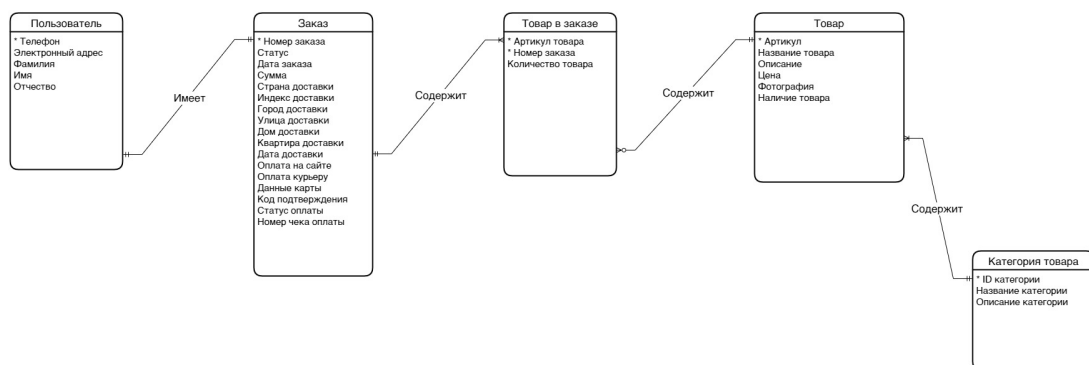 Пользователь
* Телефон
Электронный адрес
Фамилия
Имя
Отчество
Имеет
Заказ
* Номер заказа
Статус
Дата заказа
Сумма
Страна доставки
Индекс доставки
Город доставки
Улица доставки
Дом доставки
Квартира доставки
Дата доставки
Оплата на сайте
Оплата курьеру
Данные карты
Код подтверждения
Статус оплаты
Номер чека оплаты
Содержит
Товар в заказе
* Артикул товара
* Номер заказа
Количество товара
Содержит
Товар
* Артикул
Название товара
Описание
Цена
Фотография
Наличие товара
Содержит
Категория товара
* ID категории
Название категории
Описание категории